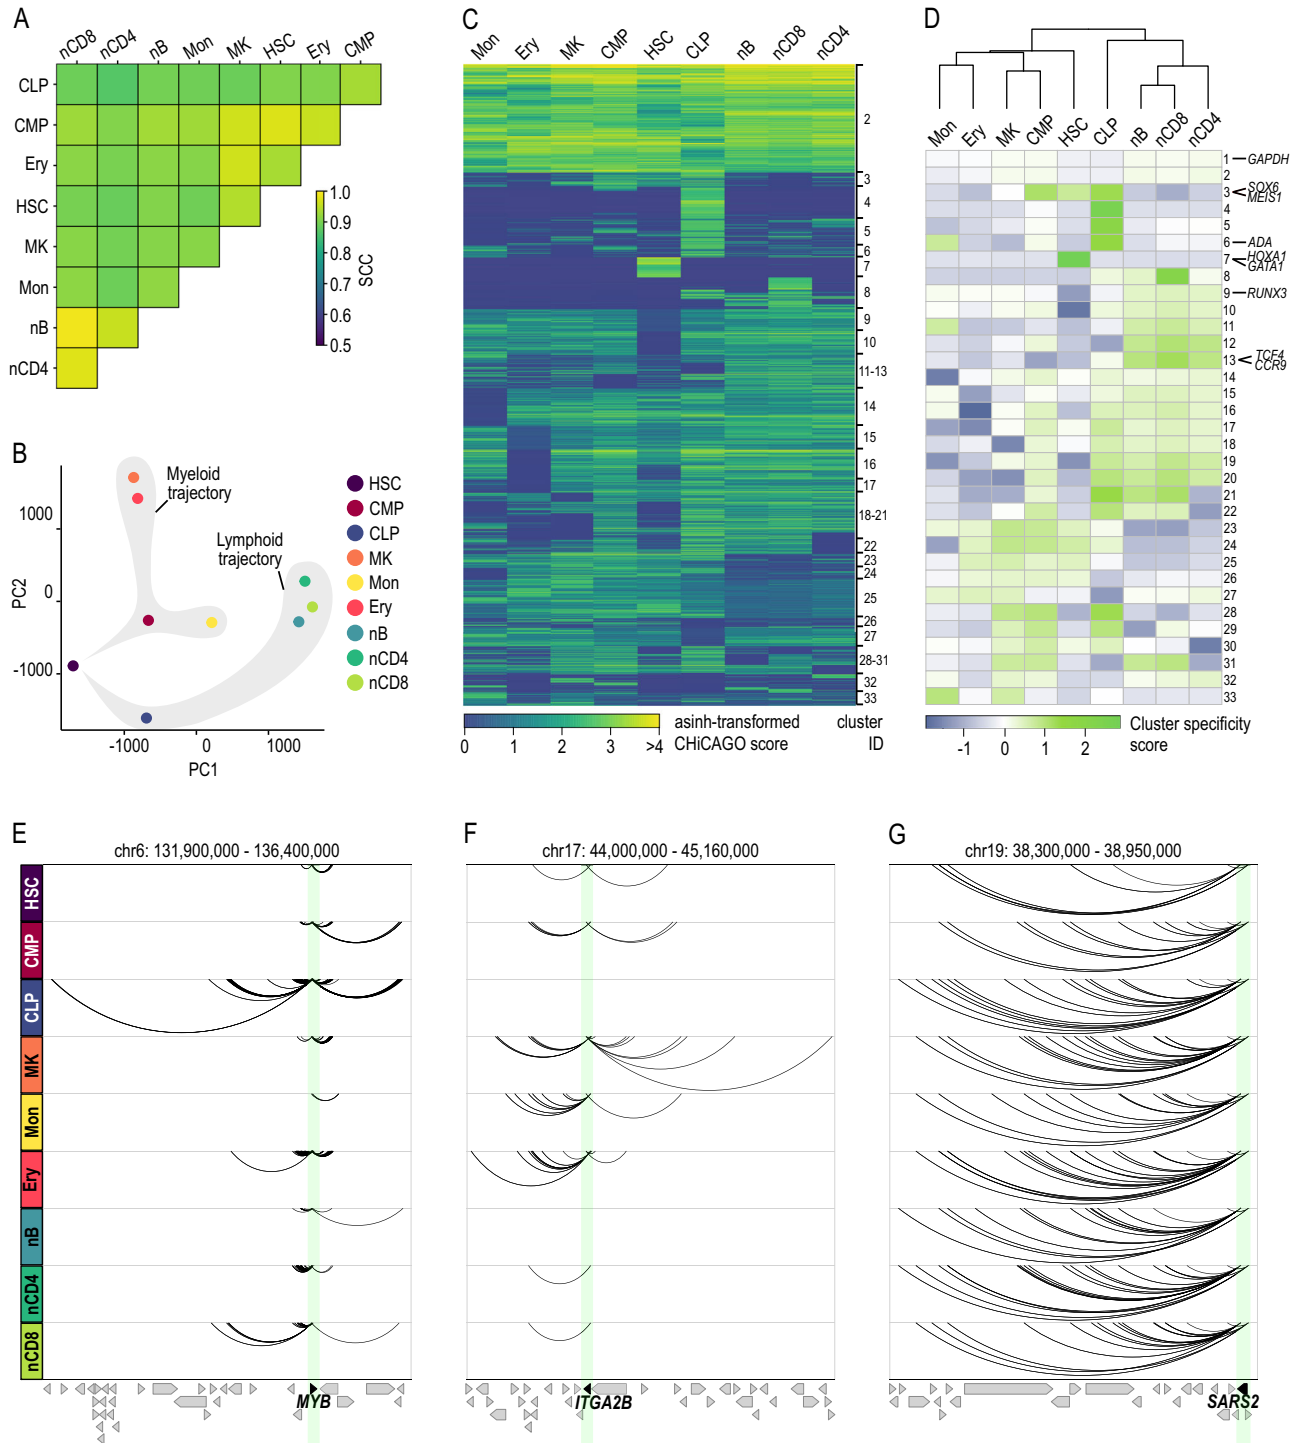 A
nCD8 nCD4 nB Mon MK HSC Ery CMP
CLP
CMP
Ery
HSC
MK
Mon
nB
nCD4
1.0
0.9
0.8
0.7
0.6
0.5
SCC
B
Myeloid
trajectory
Lymphoid
trajectory
1000
0
-1000
PC2
-1000 0 1000
PC1
HSC
CMP
CLP
MK
Mon
Ery
nB
nCD4
nCD8
C
Mon Ery MK CMP HSC CLP nB nCD8 nCD4
2
3
4
5
6
7
8
9
10
11-13
14
15
16
17
18-21
22
23
24
25
26
27
28-31
32
33
asinh-transformed cluster
0 1 2 3 >4 CHiCAGO score ID
D
Mon Ery MK CMP HSC CLP nB nCD8 nCD4
1 GAPDH
2
3 SOX6
MEIS1
4
5
6 ADA
7 HOXA1
GATA1
8
9 RUNX3
10
11
12
13 TCF4
CCR9
14
15
16
17
18
19
20
21
22
23
24
25
26
27
28
29
30
31
32
33
-1 0 1 2
Cluster specificity
score
E
chr6: 131,900,000 - 136,400,000
HSC
CMP
CLP
MK
Mon
Ery
nB
nCD4
nCD8
MYB
F
chr17: 44,000,000 - 45,160,000
ITGA2B
G
chr19: 38,300,000 - 38,950,000
SARS2